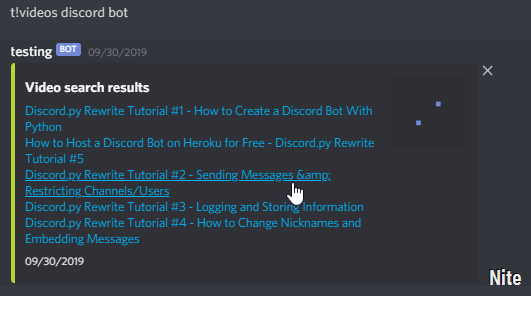 t!videos discord bot
testing BOT 09/30/2019
Video search results
Discord.py Rewrite Tutorial #1 - How to Create a Discord Bot With
Python
How to Host a Discord Bot on Heroku for Free - Discord.py Rewrite
Tutorial #5
Discord.py Rewrite Tutorial #2 - Sending Messages &amp;
Restricting Channels/Users
Discord.py Rewrite Tutorial #3 - Logging and Storing Information
Discord.py Rewrite Tutorial #4 - How to Change Nicknames and
Embedding Messages
09/30/2019
Nite